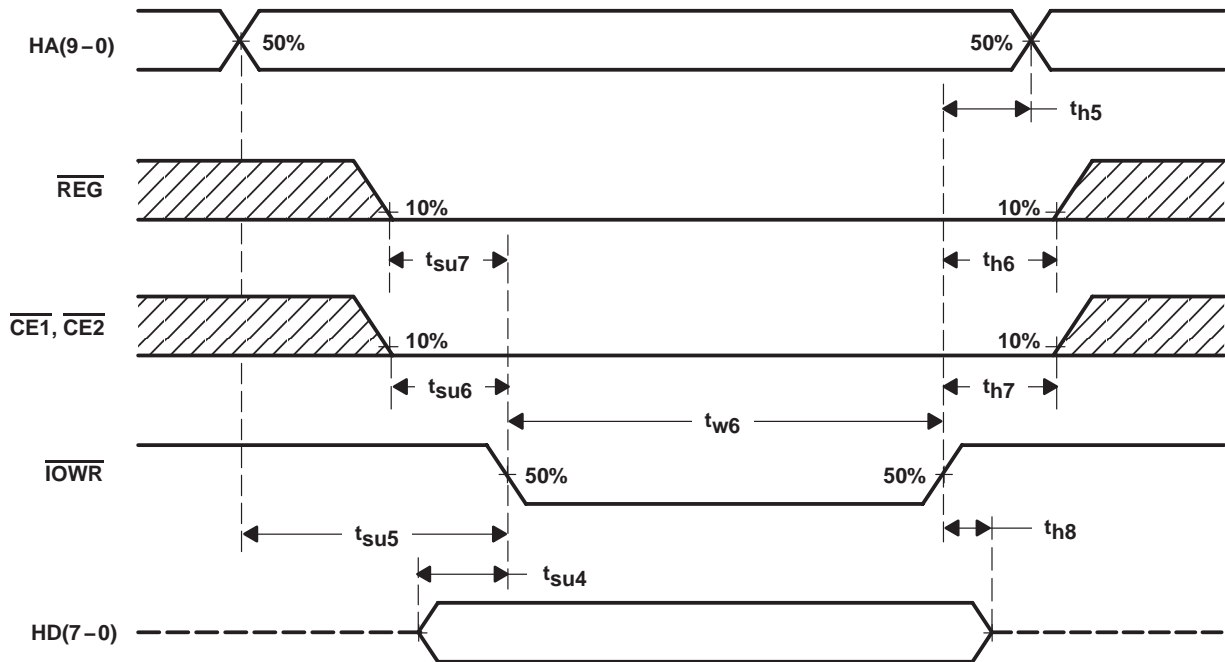 HA(9–0)
50%
50%
th5
REG
10%
10%
tsu7
th6
CE1, CE2
10%
10%
tsu6
th7
tw6
IOWR
50%
50%
tsu5
th8
tsu4
HD(7–0)